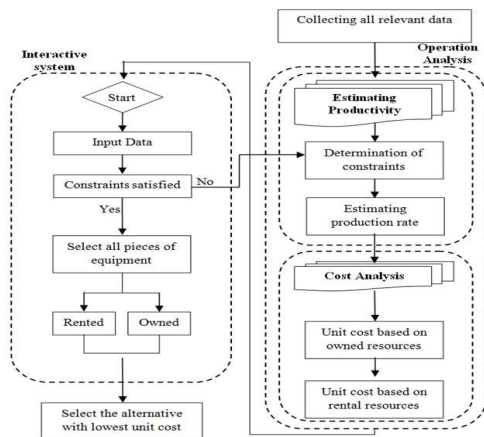 Collecting all relevant data
Interactive
system
Operation
Analysis
Start
Input Data
Constraints satisfied
No
Yes
Select all pieces of
equipment
Rented
Owned
Select the alternative
with lowest unit cost
Estimating
Productivity
Determination of
constraints
Estimating
production rate
Cost Analysis
Unit cost based on
owned resources
Unit cost based on
rental resources